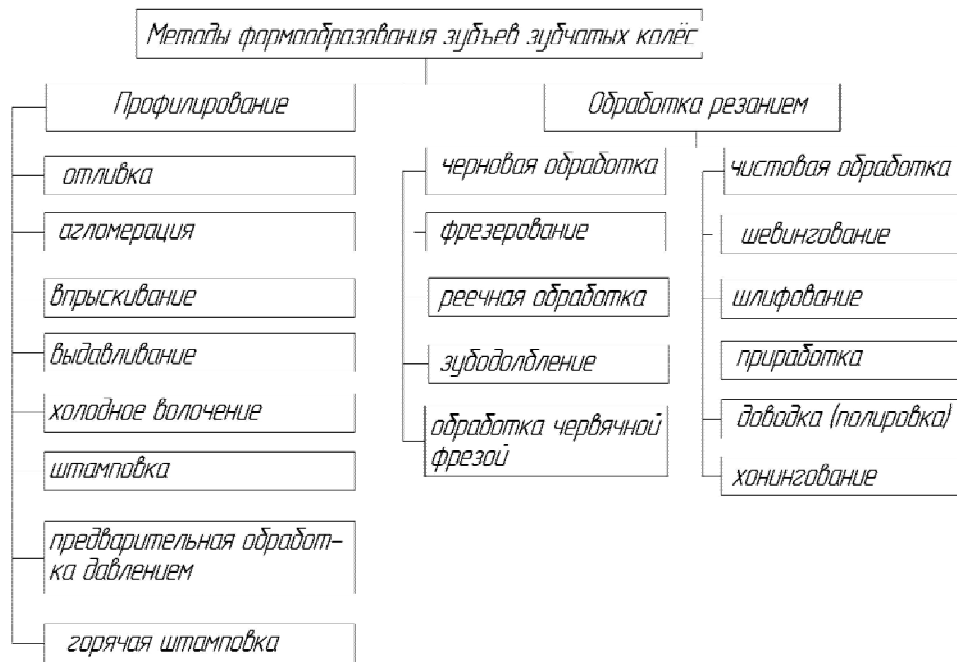 Методы формообразования зубьев зубчатых колёс
Профилирование
отливка
агломерация
впрыскивание
выдавливание
холодное волочение
штамповка
предварительная обработ-
ка давлением
горячая штамповка
Обработка резанием
черновая обработка
фрезерование
реечная обработка
зубодолбление
обработка червячной
фрезой
чистовая обработка
шевингование
шлифование
приработка
доводка (полировка)
хонингование